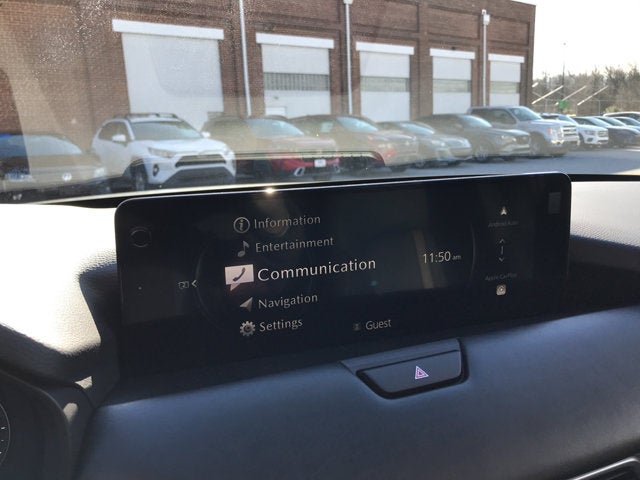 Information
Entertainment
Communication
Navigation
Settings
Guest
11:50 am
Android Auto
Apple CarPlay